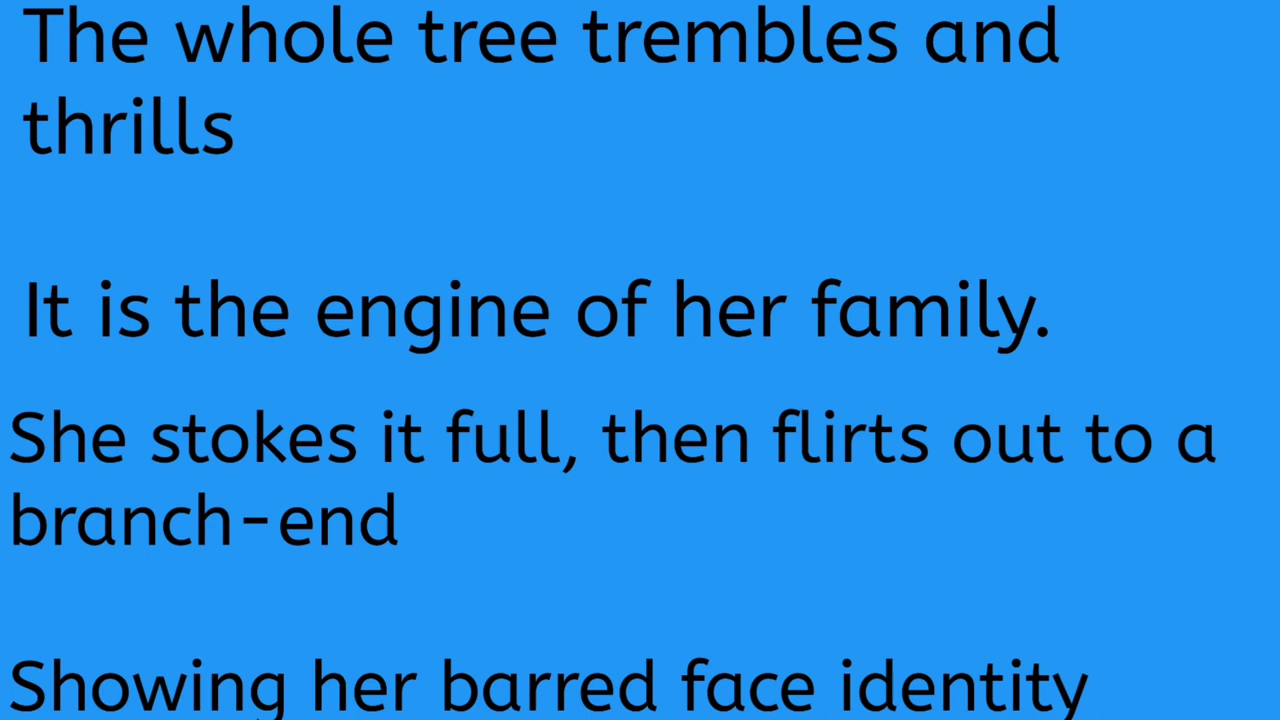 The whole tree trembles and
thrills
It is the engine of her family.
She stokes it full, then flirts out to a
branch-end
Showing her barred face identity